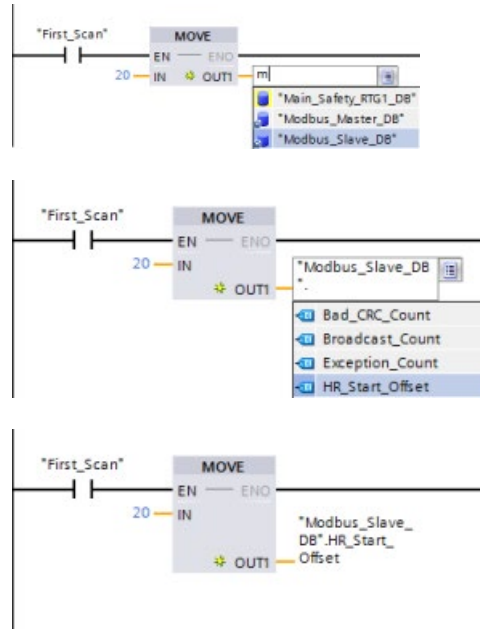 "First_Scan"
MOVE
EN ENO
20 IN OUT1 m
"Main_Safety_RTG1_DB"
"Modbus_Master_DB"
"Modbus_Slave_DB"
"First_Scan"
MOVE
EN ENO
20 IN
"Modbus_Slave_DB
".
OUT1
Bad_CRC_Count
Broadcast_Count
Exception_Count
HR_Start_Offset
"First_Scan"
MOVE
EN ENO
20 IN
"Modbus_Slave_
DB".HR_Start_
OUT1 Offset